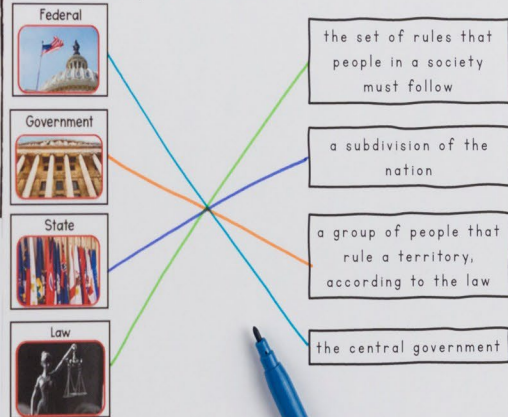 Federal
Government
State
Law
the set of rules that
people in a society
must follow
a subdivision of the
nation
a group of people that
rule a territory,
according to the law
the central government